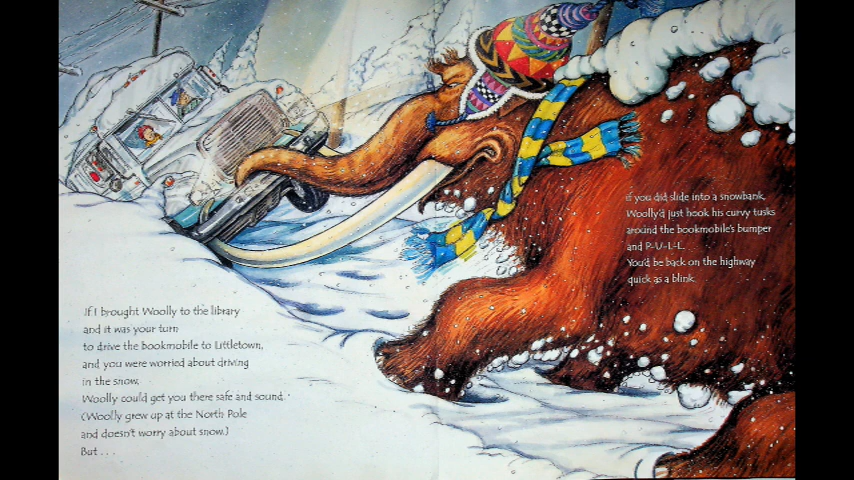 If I brought Woolly to the library
and it was your turn
to drive the bookmobile to Littletown,
and you were worried about driving
in the snow,
Woolly could get you there safe and sound.
(Woolly grew up at the North Pole
and doesn't worry about snow.)
But . . .
if you did slide into a snowbank,
Woolly'd just hook his curvy tusks
around the bookmobile's bumper
and P-U-L-L.
You'd be back on the highway
quick as a blink.